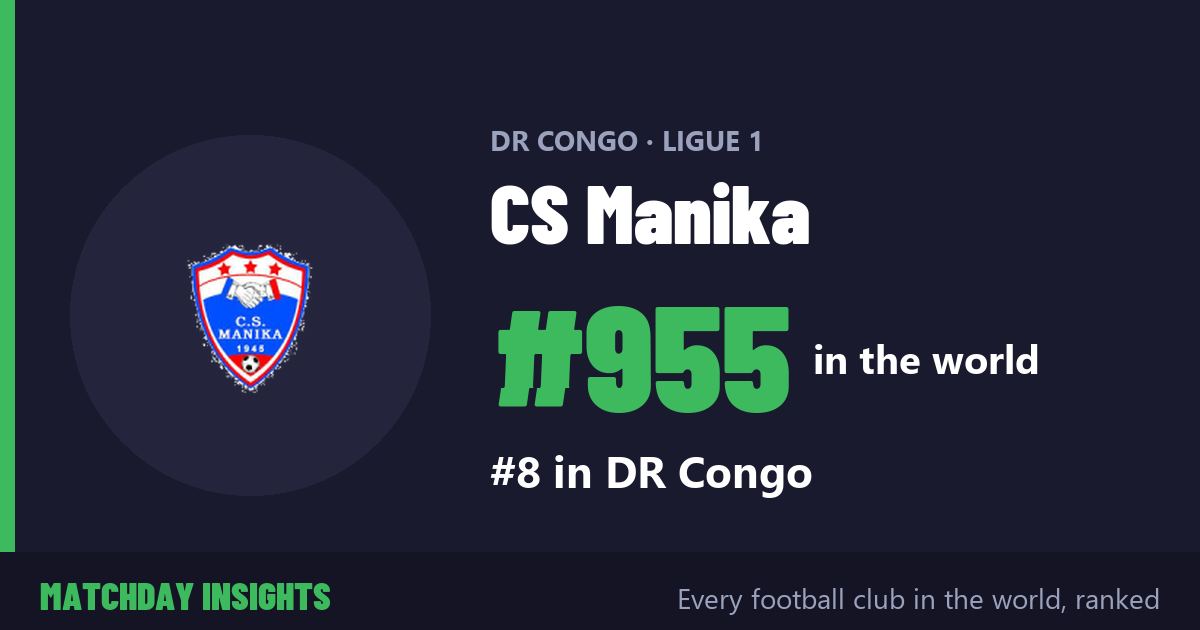 DR CONGO · LIGUE 1
CS Manika
#955 in the world
#8 in DR Congo
C.S.
MANIKA
1945
MATCHDAY INSIGHTS
Every football club in the world, ranked